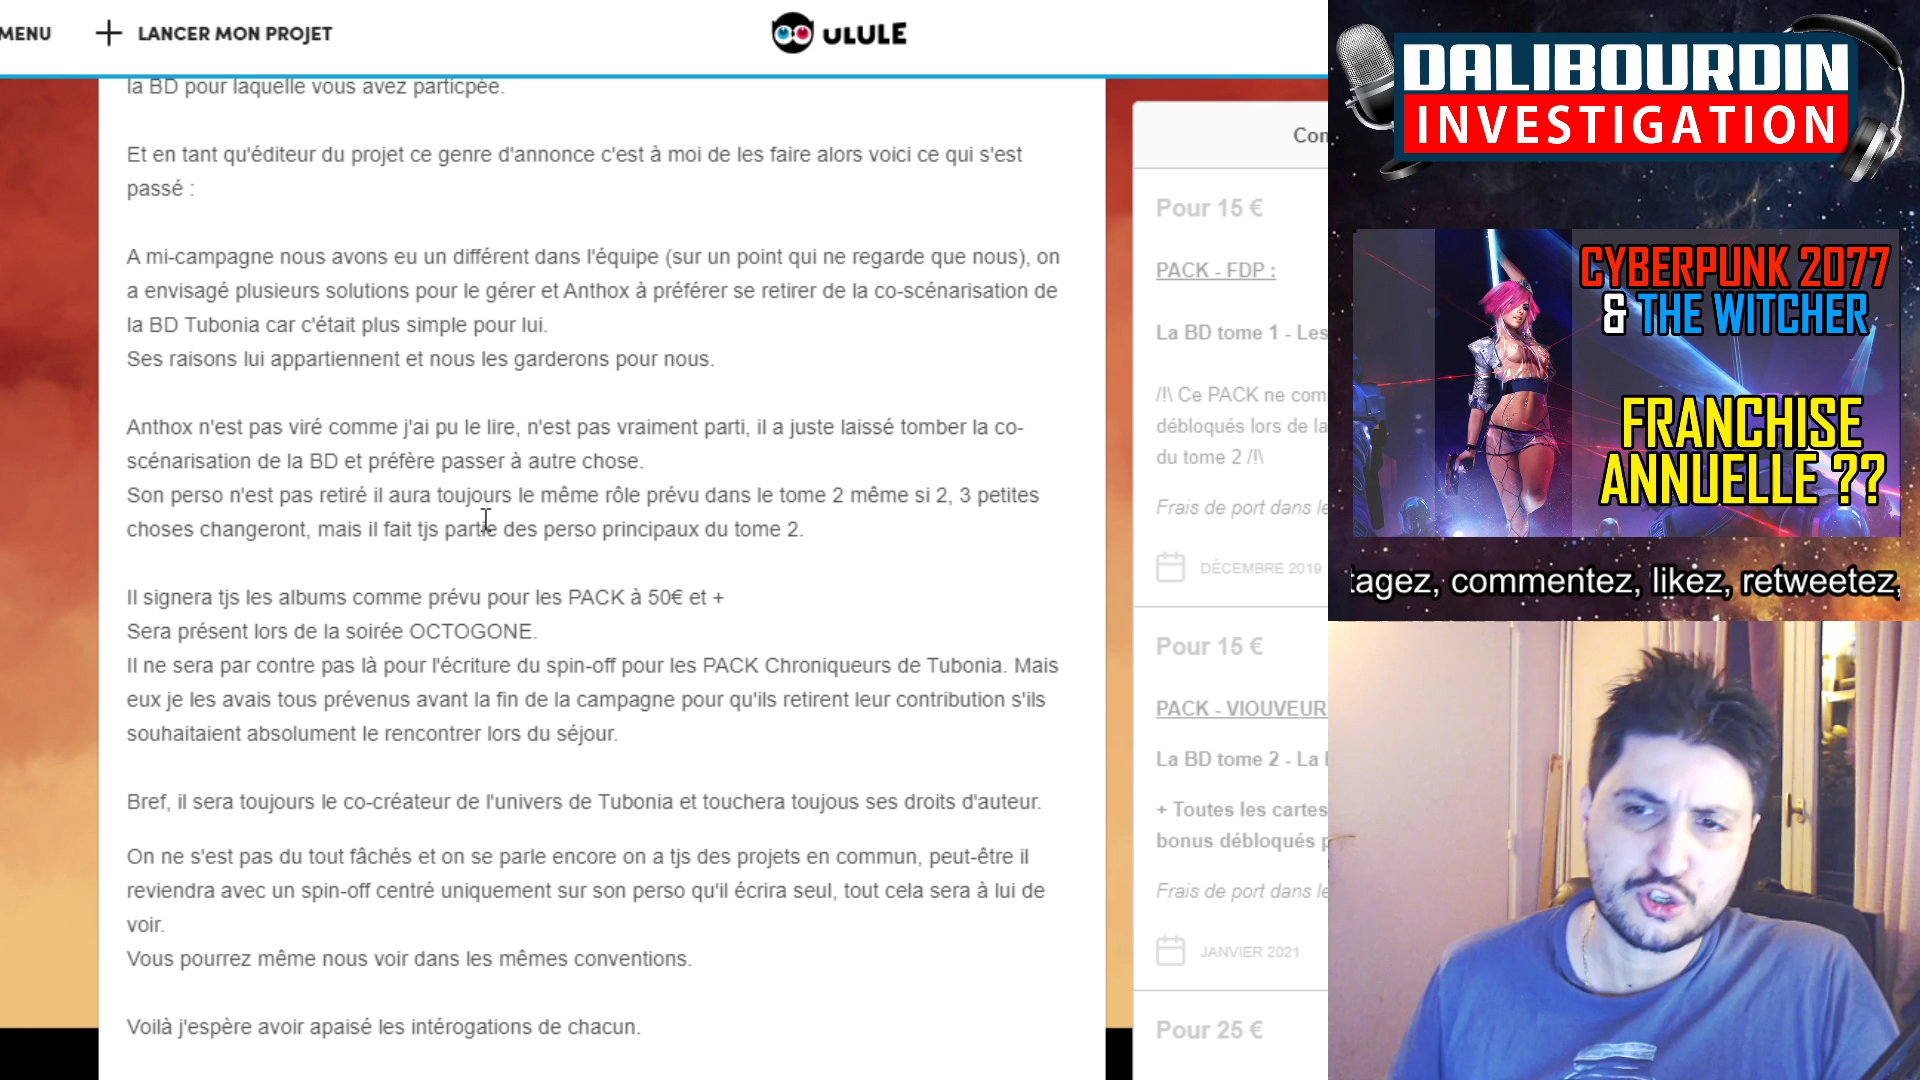 MENU
LANCER MON PROJET
ULULE
la BD pour laquelle vous avez particpée.
Et en tant qu'éditeur du projet ce genre d'annonce c'est à moi de les faire alors voici ce qui s'est
passé :
A mi-campagne nous avons eu un différent dans l'équipe (sur un point qui ne regarde que nous), on
a envisagé plusieurs solutions pour le gérer et Anthox à préférer se retirer de la co-scénarisation de
la BD Tubonia car c'était plus simple pour lui.
Ses raisons lui appartiennent et nous les garderons pour nous.
Anthox n'est pas viré comme j'ai pu le lire, n'est pas vraiment parti, il a juste laissé tomber la co-
scénarisation de la BD et préfère passer à autre chose.
Son perso n'est pas retiré il aura toujours le même rôle prévu dans le tome 2 même si 2, 3 petites
choses changeront, mais il fait tjs partie des perso principaux du tome 2.
Il signera tjs les albums comme prévu pour les PACK à 50€ et +
Sera présent lors de la soirée OCTOGONE.
Il ne sera par contre pas là pour l'écriture du spin-off pour les PACK Chroniqueurs de Tubonia. Mais
eux je les avais tous prévenus avant la fin de la campagne pour qu'ils retirent leur contribution s'ils
souhaitaient absolument le rencontrer lors du séjour.
Bref, il sera toujours le co-créateur de l'univers de Tubonia et touchera toujous ses droits d'auteur.
On ne s'est pas du tout fâchés et on se parle encore on a tjs des projets en commun, peut-être il
reviendra avec un spin-off centré uniquement sur son perso qu'il écrira seul, tout cela sera à lui de
voir.
Vous pourrez même nous voir dans les mêmes conventions.
Voilà j'espère avoir apaisé les intérogations de chacun.
Con
Pour 15 €
PACK - FDP :
La BD tome 1 - Les
/!\ Ce PACK ne com
débloqués lors de la
du tome 2 /!\
Frais de port dans le
DÉCEMBRE 2019
Pour 15 €
PACK - VIOUVEUR
La BD tome 2 - La
+ Toutes les cartes
bonus débloqués p
Frais de port dans le
JANVIER 2021
Pour 25 €
DALIBOURDIN
INVESTIGATION
CYBERPUNK 2077
& THE WITCHER
FRANCHISE
ANNUELLE ??
tagez, commentez, likez, retweetez,